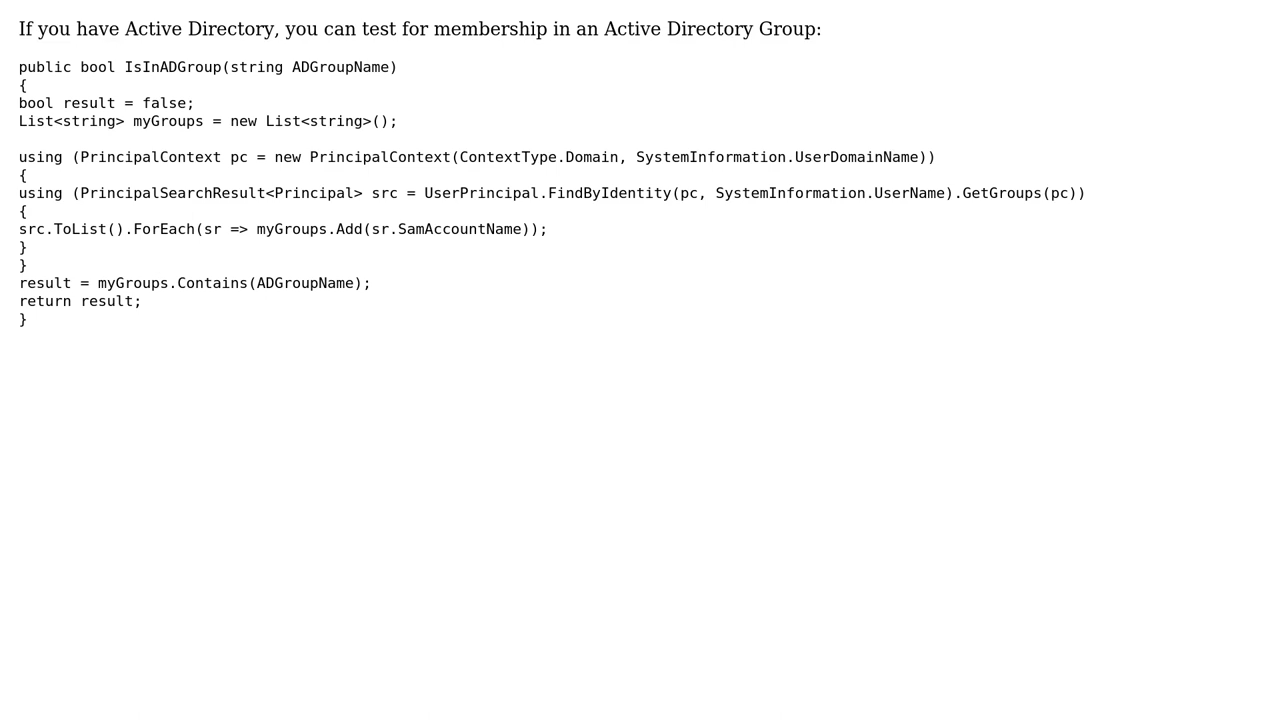 If you have Active Directory, you can test for membership in an Active Directory Group:
public bool IsInADGroup(string ADGroupName)
{
bool result = false;
List<string> myGroups = new List<string>();
using (PrincipalContext pc = new PrincipalContext(ContextType.Domain, SystemInformation.UserDomainName))
{
using (PrincipalSearchResult<Principal> src = UserPrincipal.FindByIdentity(pc, SystemInformation.UserName).GetGroups(pc))
{
src.ToList().ForEach(sr => myGroups.Add(sr.SamAccountName));
}
}
result = myGroups.Contains(ADGroupName);
return result;
}